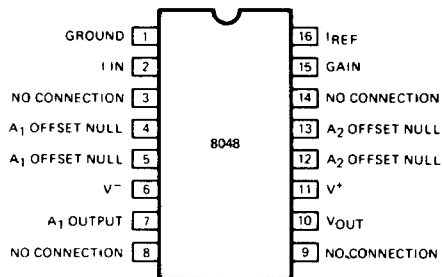 GROUND 1 16 IREF
I IN 2 15 GAIN
NO CONNECTION 3 14 NO CONNECTION
A1 OFFSET NULL 4 13 A2 OFFSET NULL
A1 OFFSET NULL 5 12 A2 OFFSET NULL
8048
V− 6 11 V+
A1 OUTPUT 7 10 VOUT
NO CONNECTION 8 9 NO CONNECTION